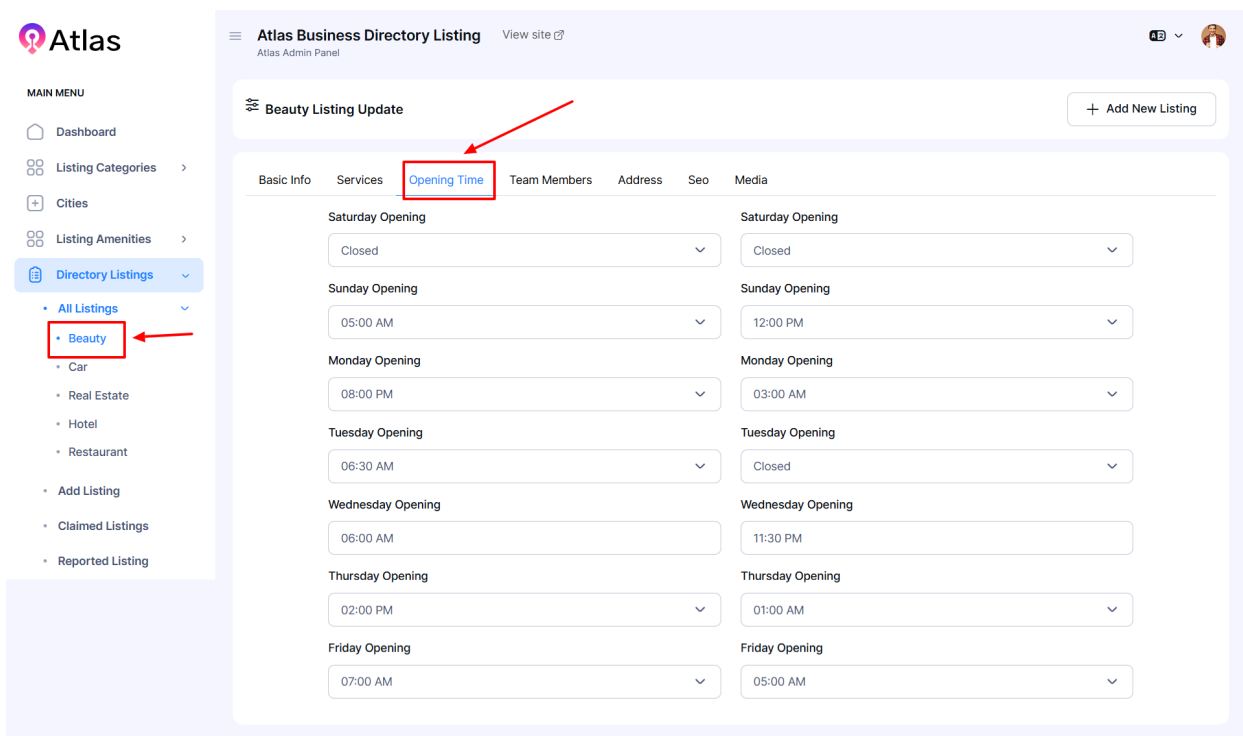 Atlas
Atlas Business Directory Listing View site
Atlas Admin Panel
MAIN MENU
Dashboard
Listing Categories
Cities
Listing Amenities
Directory Listings
All Listings
Beauty
Car
Real Estate
Hotel
Restaurant
Add Listing
Claimed Listings
Reported Listing
Beauty Listing Update
+ Add New Listing
Basic Info Services Opening Time Team Members Address Seo Media
Saturday Opening Saturday Opening
Closed Closed
Sunday Opening Sunday Opening
05:00 AM 12:00 PM
Monday Opening Monday Opening
08:00 PM 03:00 AM
Tuesday Opening Tuesday Opening
06:30 AM Closed
Wednesday Opening Wednesday Opening
06:00 AM 11:30 PM
Thursday Opening Thursday Opening
02:00 PM 01:00 AM
Friday Opening Friday Opening
07:00 AM 05:00 AM